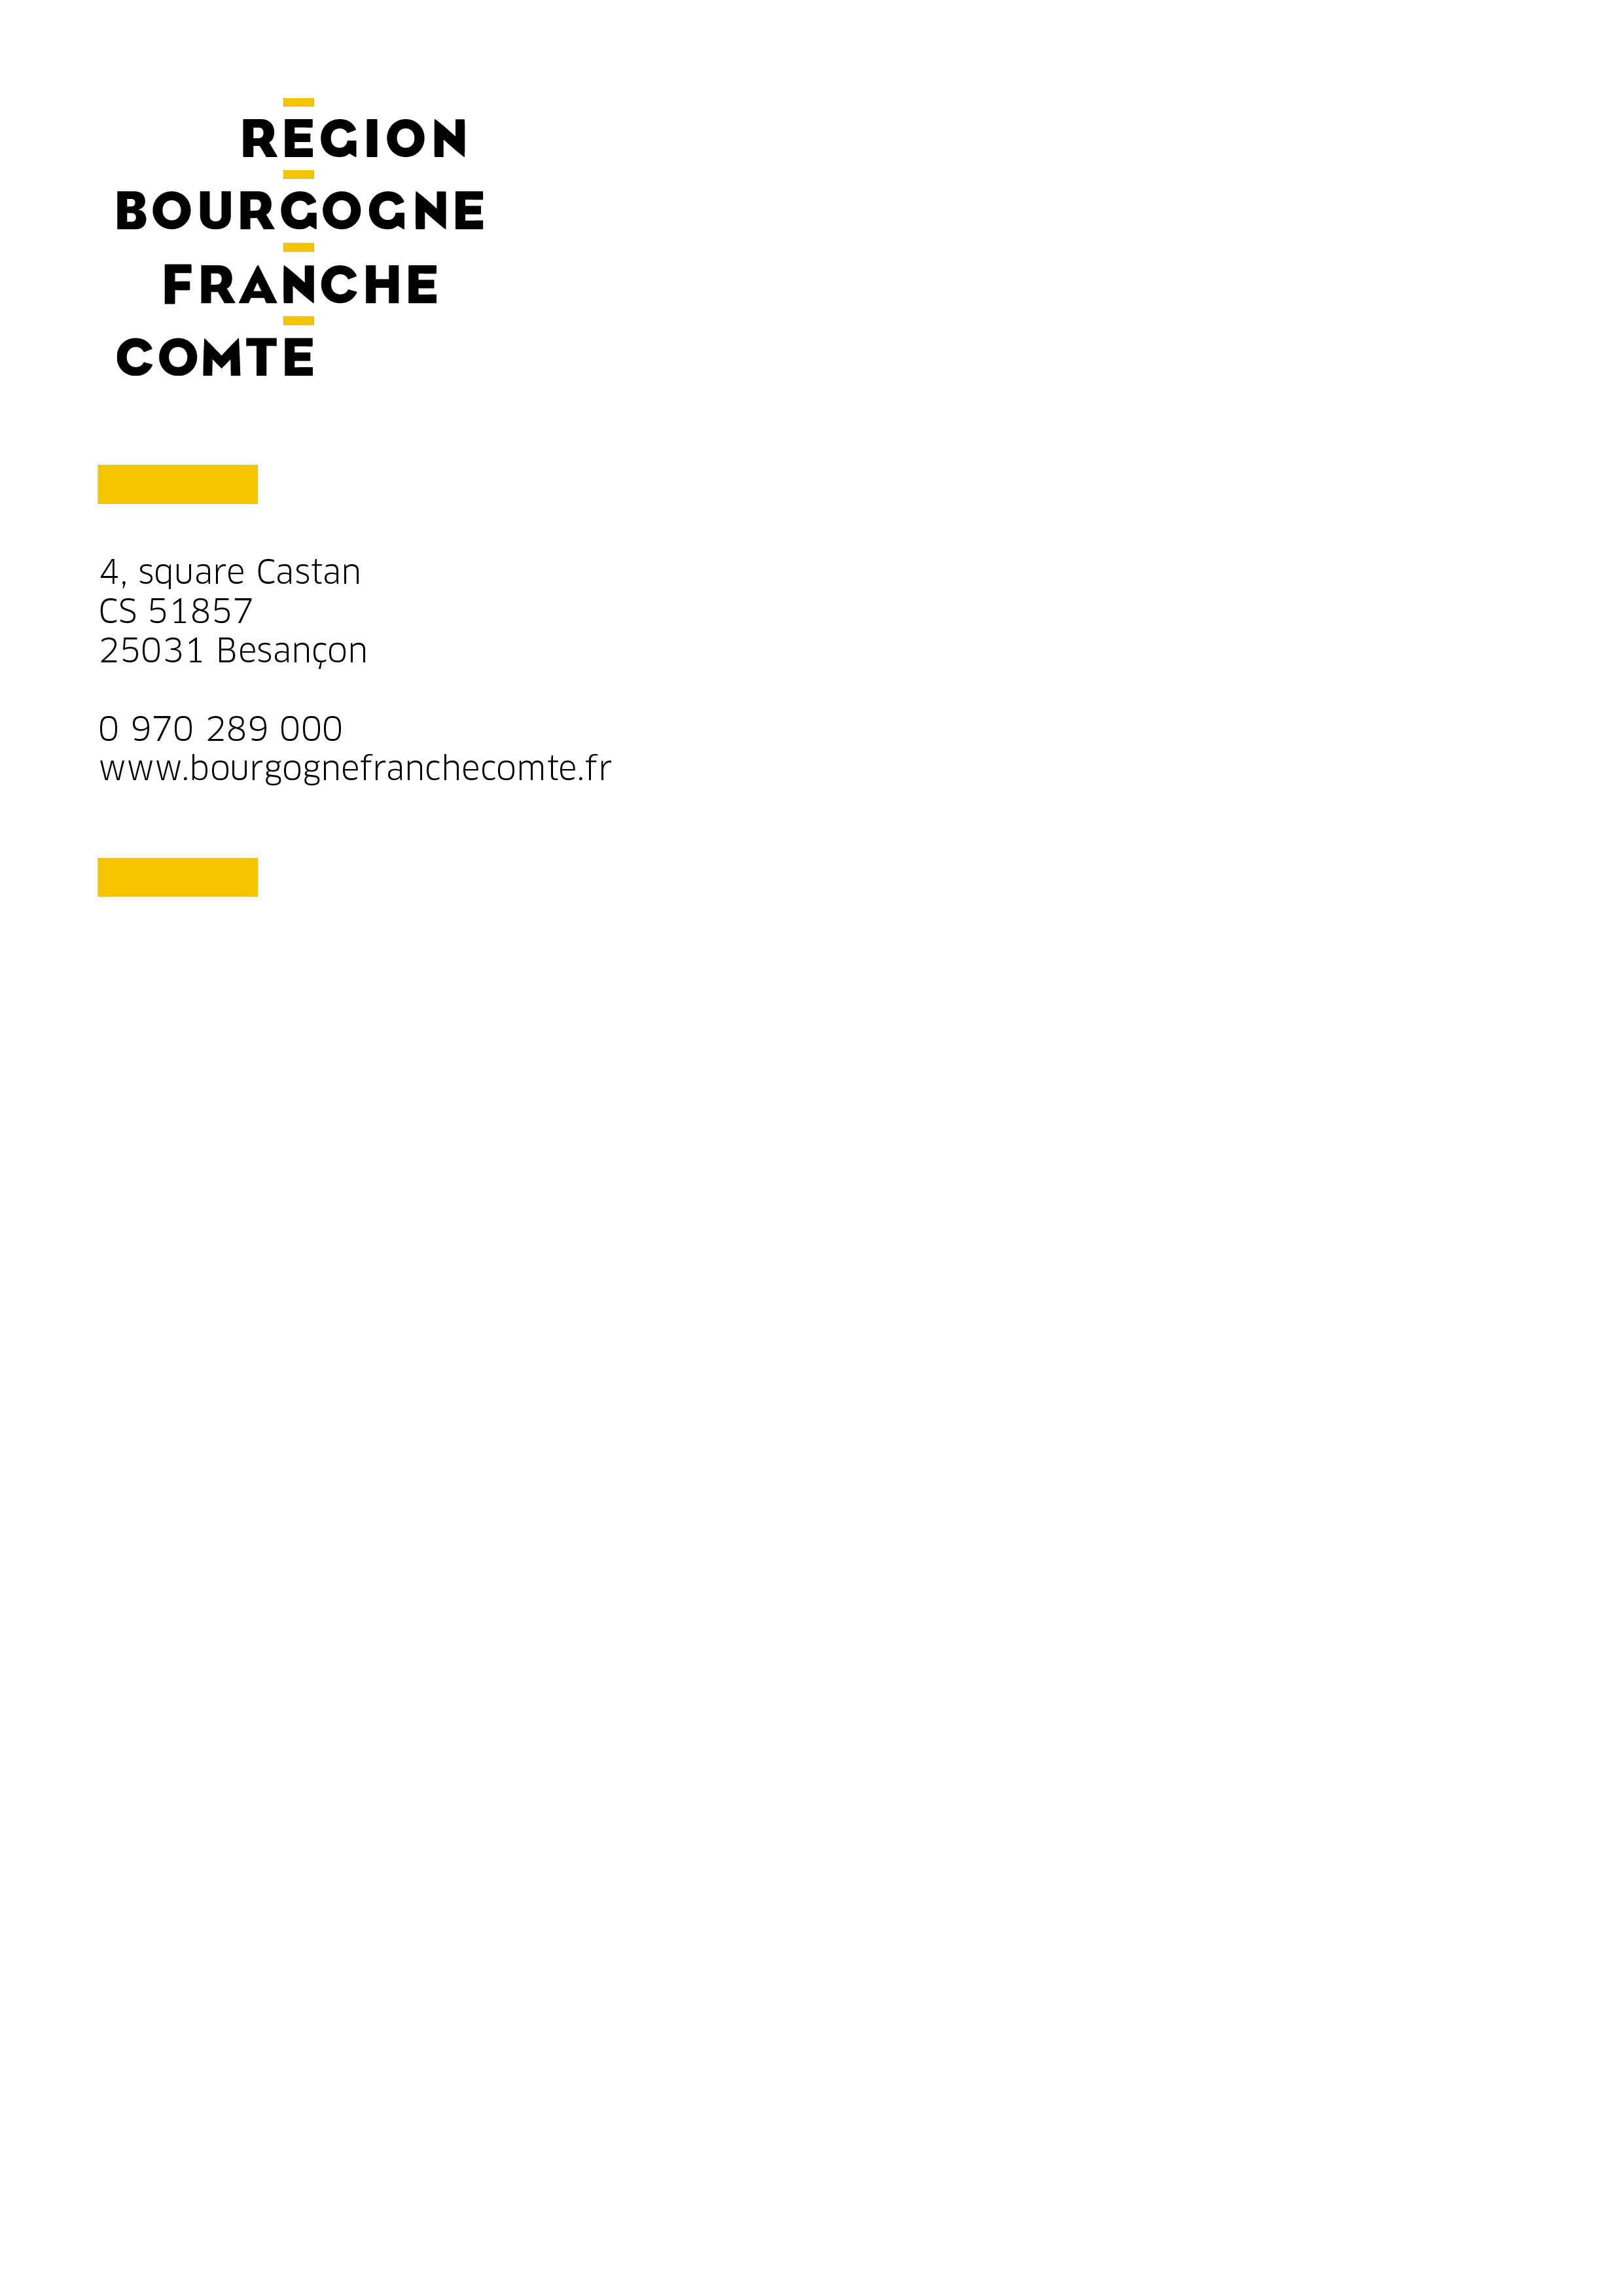 REGION
BOURGOGNE
FRANCHE
COMTE
4, square Castan
CS 51857
25031 Besançon
0 970 289 000
www.bourgognefranchecomte.fr